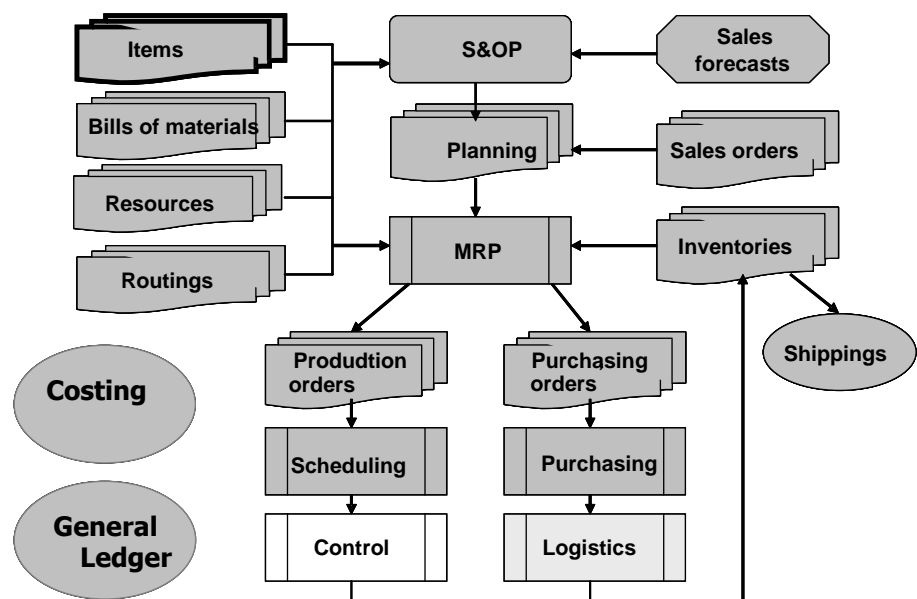 Items
S&OP
Sales
forecasts
Bills of materials
Planning
Sales orders
Resources
MRP
Inventories
Routings
Produdtion
orders
Purchasing
orders
Shippings
Costing
Scheduling
Purchasing
General
Ledger
Control
Logistics